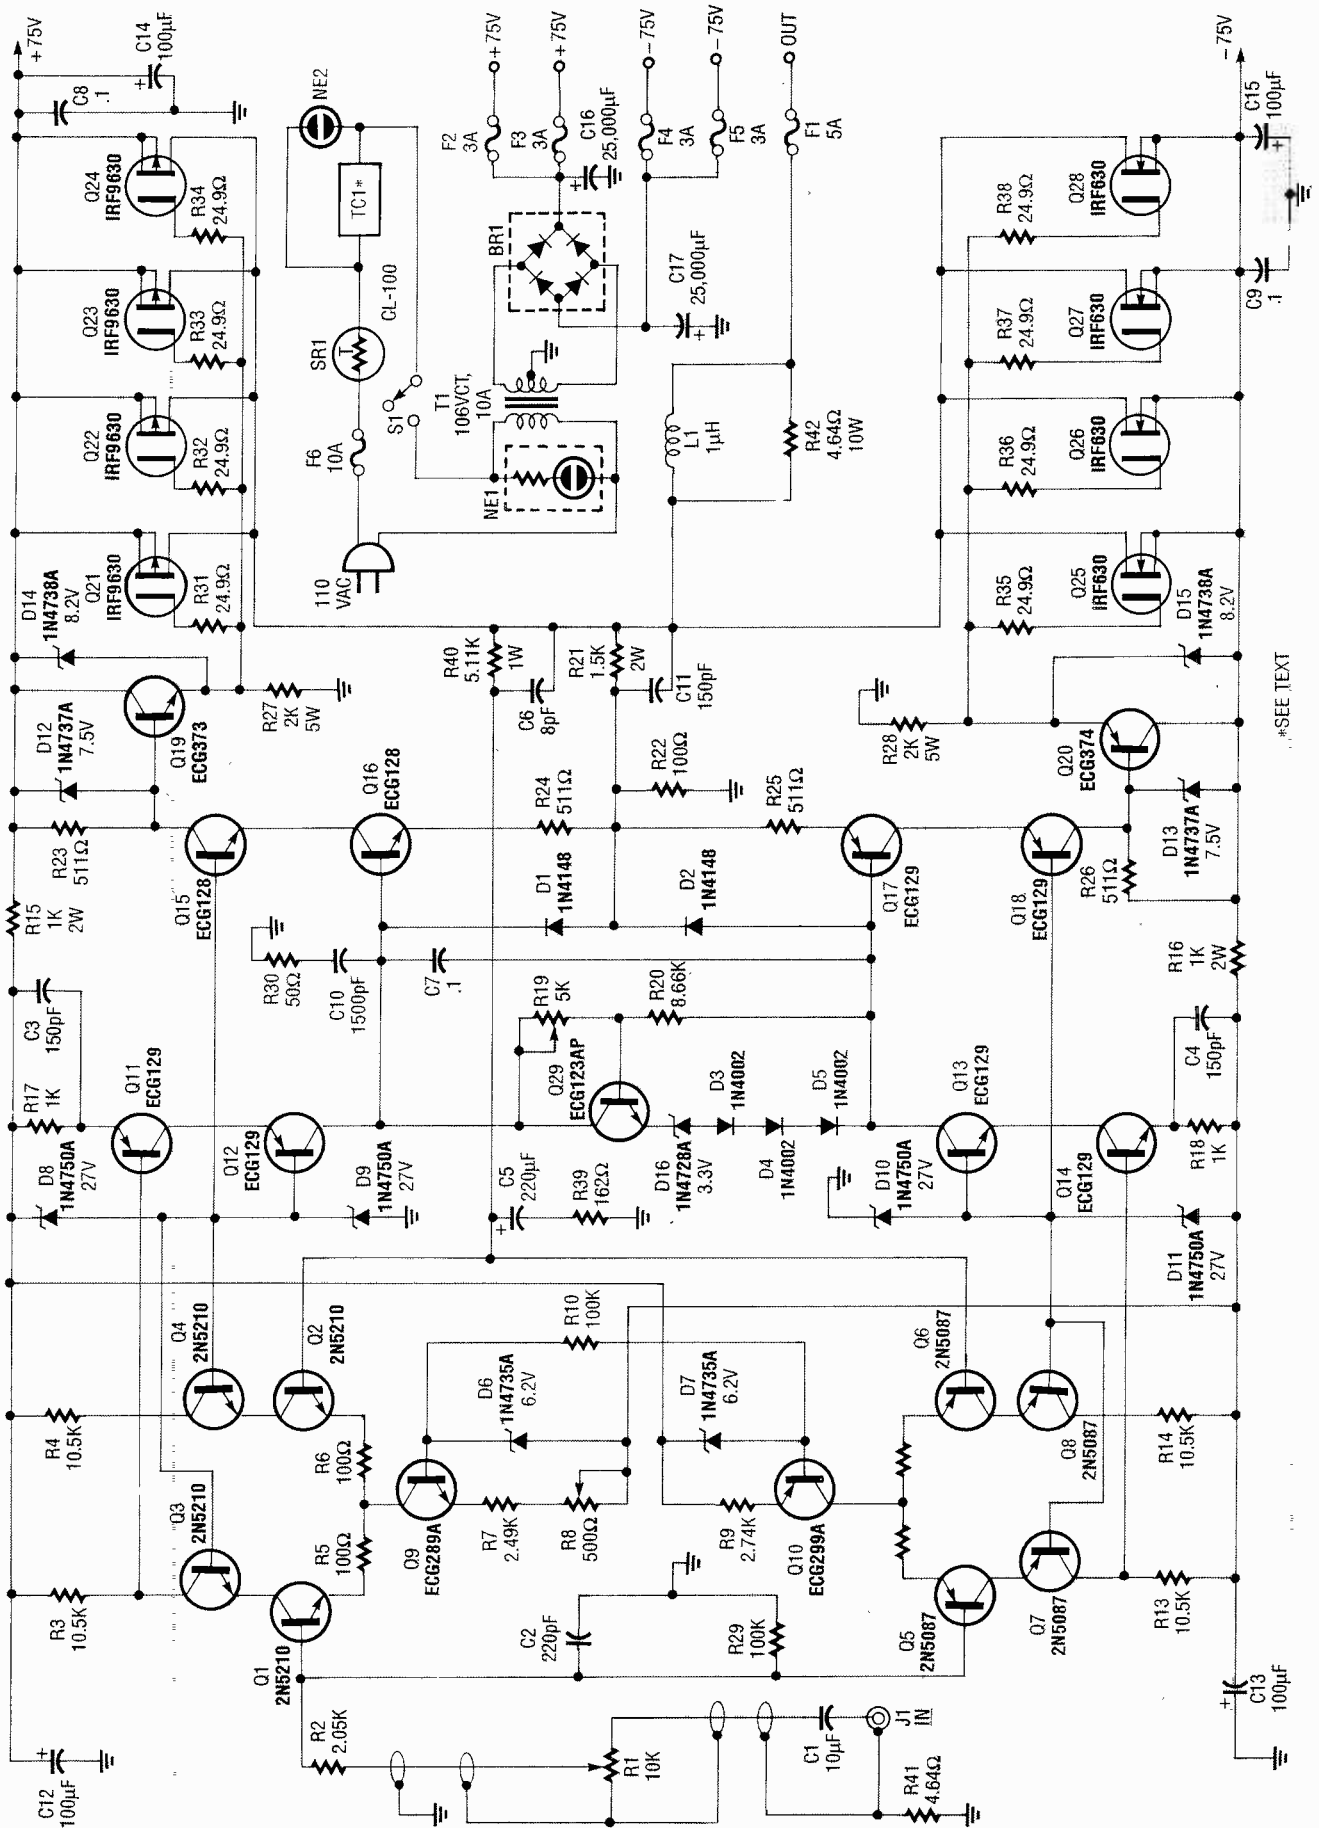 +75V
C14
100µF
+
C8
.1
NE2
TC1*
Q24
IRF9630
R34
24.9Ω
Q23
IRF9630
R33
24.9Ω
Q22
IRF9630
R32
24.9Ω
Q21
IRF9630
R31
24.9Ω
D14
1N4738A
8.2V
D12
1N4737A
7.5V
Q19
ECG373
R27
2K
5W
CL-100
SR1
T
F6
10A
S1
110
VAC
NE1
T1
106VCT,
10A
BR1
F2
3A
+75V
F3
3A
+75V
+
C16
25,000µF
F4
3A
-75V
F5
3A
-75V
F1
5A
OUT
C17
25,000µF
+
L1
1µH
R42
4.64Ω
10W
R40
5.11K
1W
C6
8pF
R21
1.5K
2W
C11
150pF
R22
100Ω
R38
24.9Ω
Q28
IRF630
R37
24.9Ω
Q27
IRF630
R36
24.9Ω
Q26
IRF630
R35
24.9Ω
Q25
IRF630
D15
1N4738A
8.2V
R28
2K
5W
Q20
ECG374
D13
1N4737A
7.5V
-75V
C15
100µF
+
C9
.1
*SEE TEXT
R15
1K
2W
R23
511Ω
Q15
ECG128
Q16
ECG128
R24
511Ω
R25
511Ω
D1
1N4148
D2
1N4148
Q17
ECG129
Q18
ECG129
R26
511Ω
R16
1K
2W
C3
150pF
R17
1K
Q11
ECG129
D8
1N4750A
27V
Q12
ECG129
D9
1N4750A
27V
R30
50Ω
C10
1500pF
C7
.1
R19
5K
R20
8.66K
Q29
ECG123AP
D16
1N4728A
3.3V
D3
1N4002
D4
1N4002
D5
1N4002
C5
220µF
+
R39
162Ω
Q13
ECG129
D10
1N4750A
27V
Q14
ECG129
C4
150pF
R18
1K
D11
1N4750A
27V
R4
10.5K
Q4
2N5210
Q2
2N5210
Q3
2N5210
R3
10.5K
Q1
2N5210
R6
100Ω
R5
100Ω
Q9
ECG289A
D6
1N4735A
6.2V
R10
100K
R7
2.49K
R8
500Ω
D7
1N4735A
6.2V
R9
2.74K
Q10
ECG299A
Q6
2N5087
Q8
2N5087
R14
10.5K
Q5
2N5087
Q7
2N5087
R13
10.5K
C2
220pF
R29
100K
C12
100µF
+
R2
2.05K
R1
10K
C1
10µF
J1
IN
R41
4.64Ω
C13
100µF
+